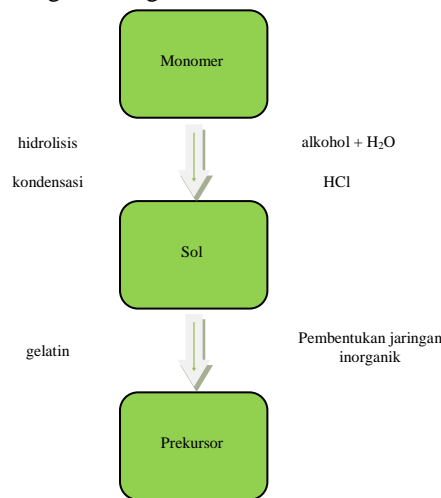 Monomer
hidrolisis
alkohol + H₂O
kondensasi
HCl
Sol
gelatin
Pembentukan jaringan
inorganik
Prekursor